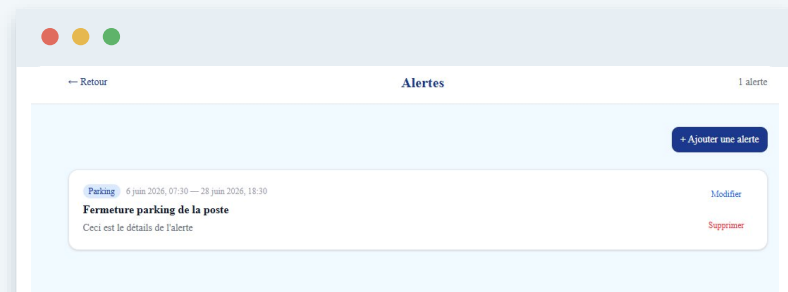 ← Retour
Alertes
1 alerte
+ Ajouter une alerte
Parking 6 juin 2026, 07:30 — 28 juin 2026, 18:30
Modifier
Fermeture parking de la poste
Ceci est le détails de l'alerte
Supprimer